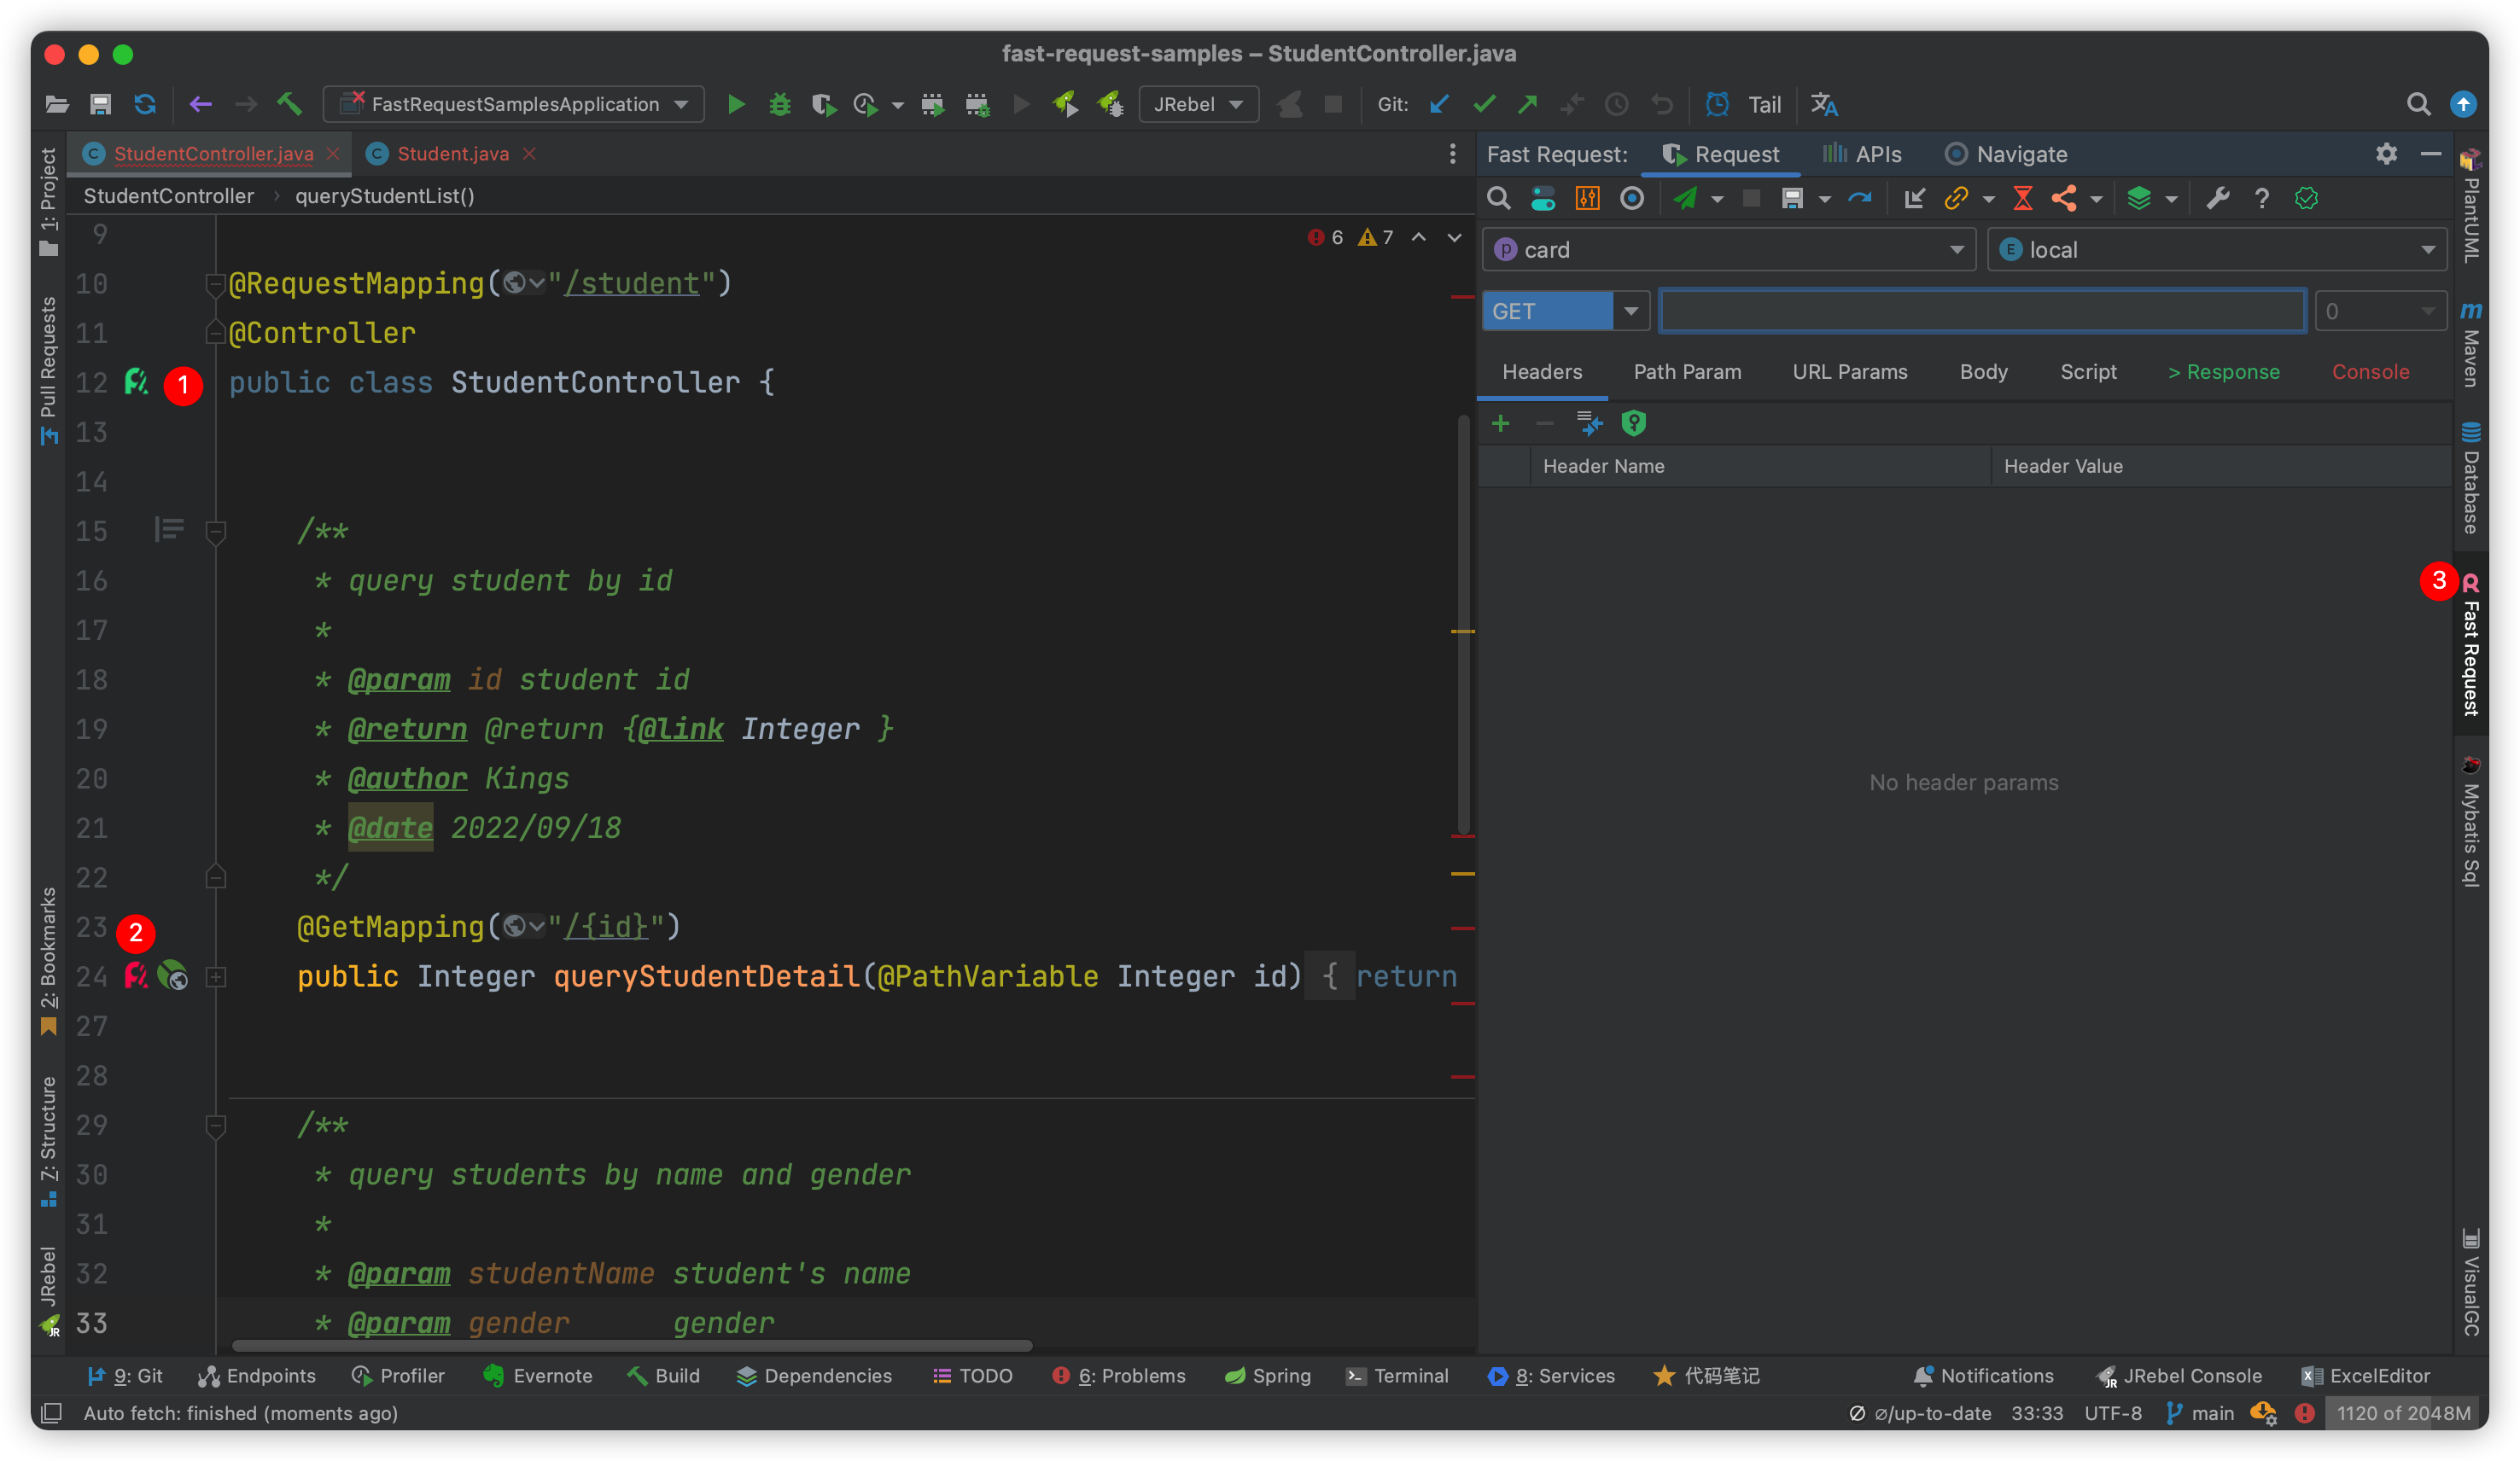 fast-request-samples – StudentController.java
FastRequestSamplesApplication
JRebel
Git:
Tail
StudentController.java
Student.java
Fast Request:
Request
APIs
Navigate
StudentController › queryStudentList()
6
7
card
local
GET
0
Headers
Path Param
URL Params
Body
Script
> Response
Console
Header Name
Header Value
No header params
9
10 @RequestMapping("/student")
11 @Controller
12 1 public class StudentController {
13
14
15 /**
16 * query student by id
17 *
18 * @param id student id
19 * @return @return {@link Integer }
20 * @author Kings
21 * @date 2022/09/18
22 */
23 2 @GetMapping("/{id}")
24 public Integer queryStudentDetail(@PathVariable Integer id) { return
27
28
29 /**
30 * query students by name and gender
31 *
32 * @param studentName student's name
33 * @param gender gender
1: Project
Pull Requests
2: Bookmarks
7: Structure
JRebel
PlantUML
Maven
Database
3
Fast Request
Mybatis Sql
VisualGC
9: Git
Endpoints
Profiler
Evernote
Build
Dependencies
TODO
6: Problems
Spring
Terminal
8: Services
代码笔记
Notifications
JRebel Console
ExcelEditor
Auto fetch: finished (moments ago)
∅/up-to-date
33:33
UTF-8
main
1120 of 2048M